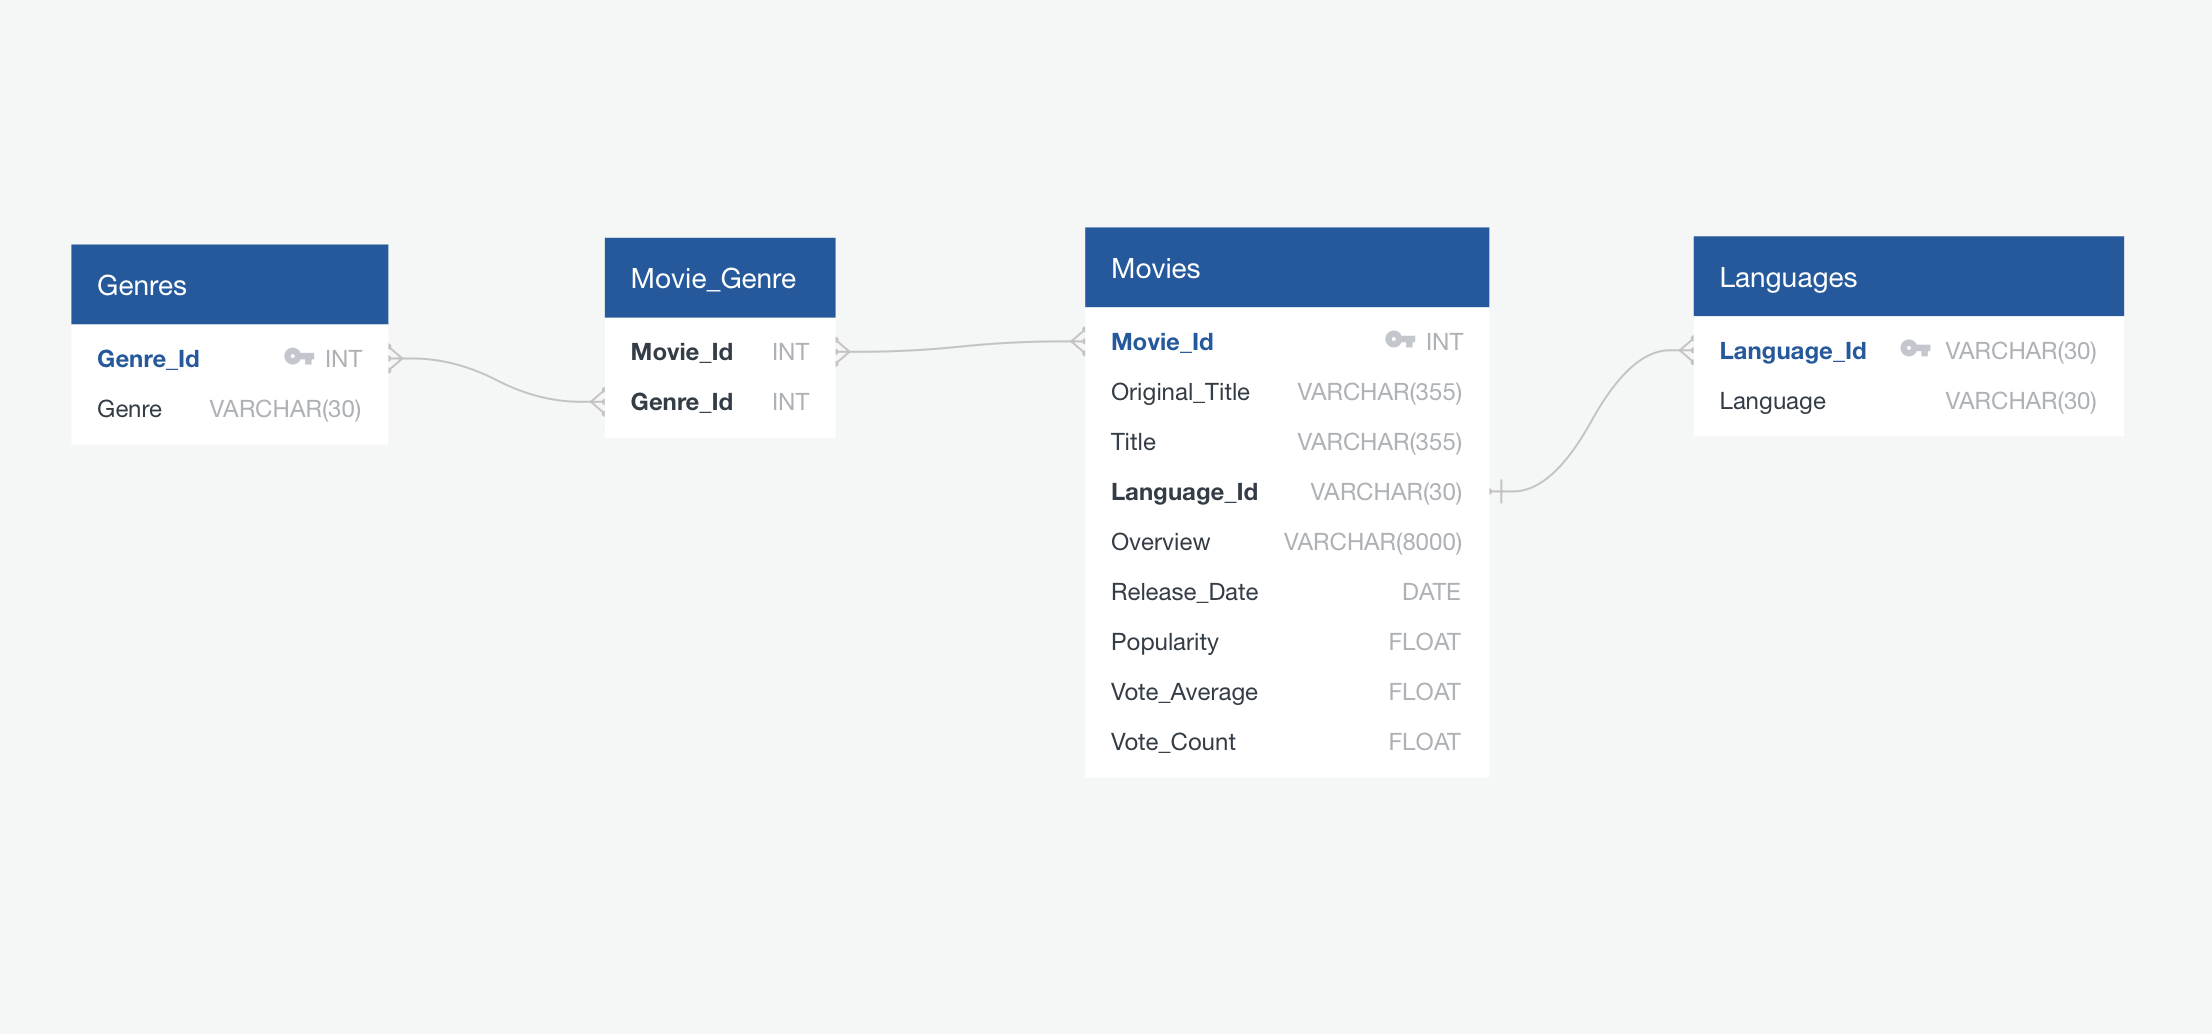 Genres
Genre_Id INT
Genre VARCHAR(30)
Movie_Genre
Movie_Id INT
Genre_Id INT
Movies
Movie_Id INT
Original_Title VARCHAR(355)
Title VARCHAR(355)
Language_Id VARCHAR(30)
Overview VARCHAR(8000)
Release_Date DATE
Popularity FLOAT
Vote_Average FLOAT
Vote_Count FLOAT
Languages
Language_Id VARCHAR(30)
Language VARCHAR(30)